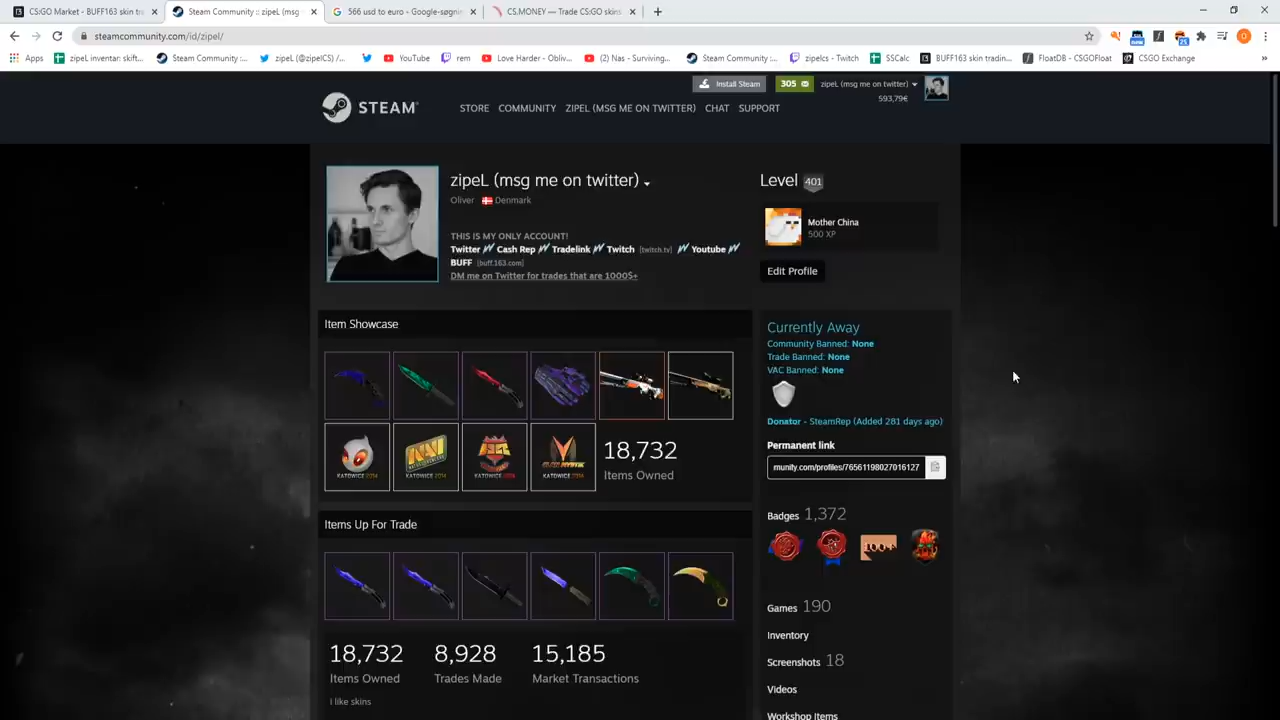 CS:GO Market - BUFF163 skin tra
Steam Community :: zipeL (msg
566 usd to euro - Google-søgnin
CS.MONEY — Trade CS:GO skins
steamcommunity.com/id/zipel/
Apps
zipeL inventar: skift...
Steam Community :...
zipeL (@zipelCS) /...
YouTube
rem
Love Harder - Obliv...
(2) Nas - Surviving...
Steam Community :...
zipelcs - Twitch
SSCalc
BUFF163 skin tradin...
FloatDB - CSGOFloat
CSGO Exchange
»
Install Steam
305
zipeL (msg me on twitter)
593,79€
STEAM®
STORE
COMMUNITY
ZIPEL (MSG ME ON TWITTER)
CHAT
SUPPORT
zipeL (msg me on twitter)
Oliver
Denmark
THIS IS MY ONLY ACCOUNT!
Twitter Cash Rep Tradelink Twitch [twitch.tv] Youtube
BUFF [buff.163.com]
DM me on Twitter for trades that are 1000$+
Level 401
Mother China
500 XP
Edit Profile
Item Showcase
KATOWICE 2014
KATOWICE 2014
KATOWICE 2014
KATOWICE 2014
18,732
Items Owned
Currently Away
Community Banned: None
Trade Banned: None
VAC Banned: None
Donator - SteamRep (Added 281 days ago)
Permanent link
munity.com/profiles/76561198027016127
Badges 1,372
100+
Items Up For Trade
18,732
Items Owned
8,928
Trades Made
15,185
Market Transactions
I like skins
Games 190
Inventory
Screenshots 18
Videos
Workshop Items